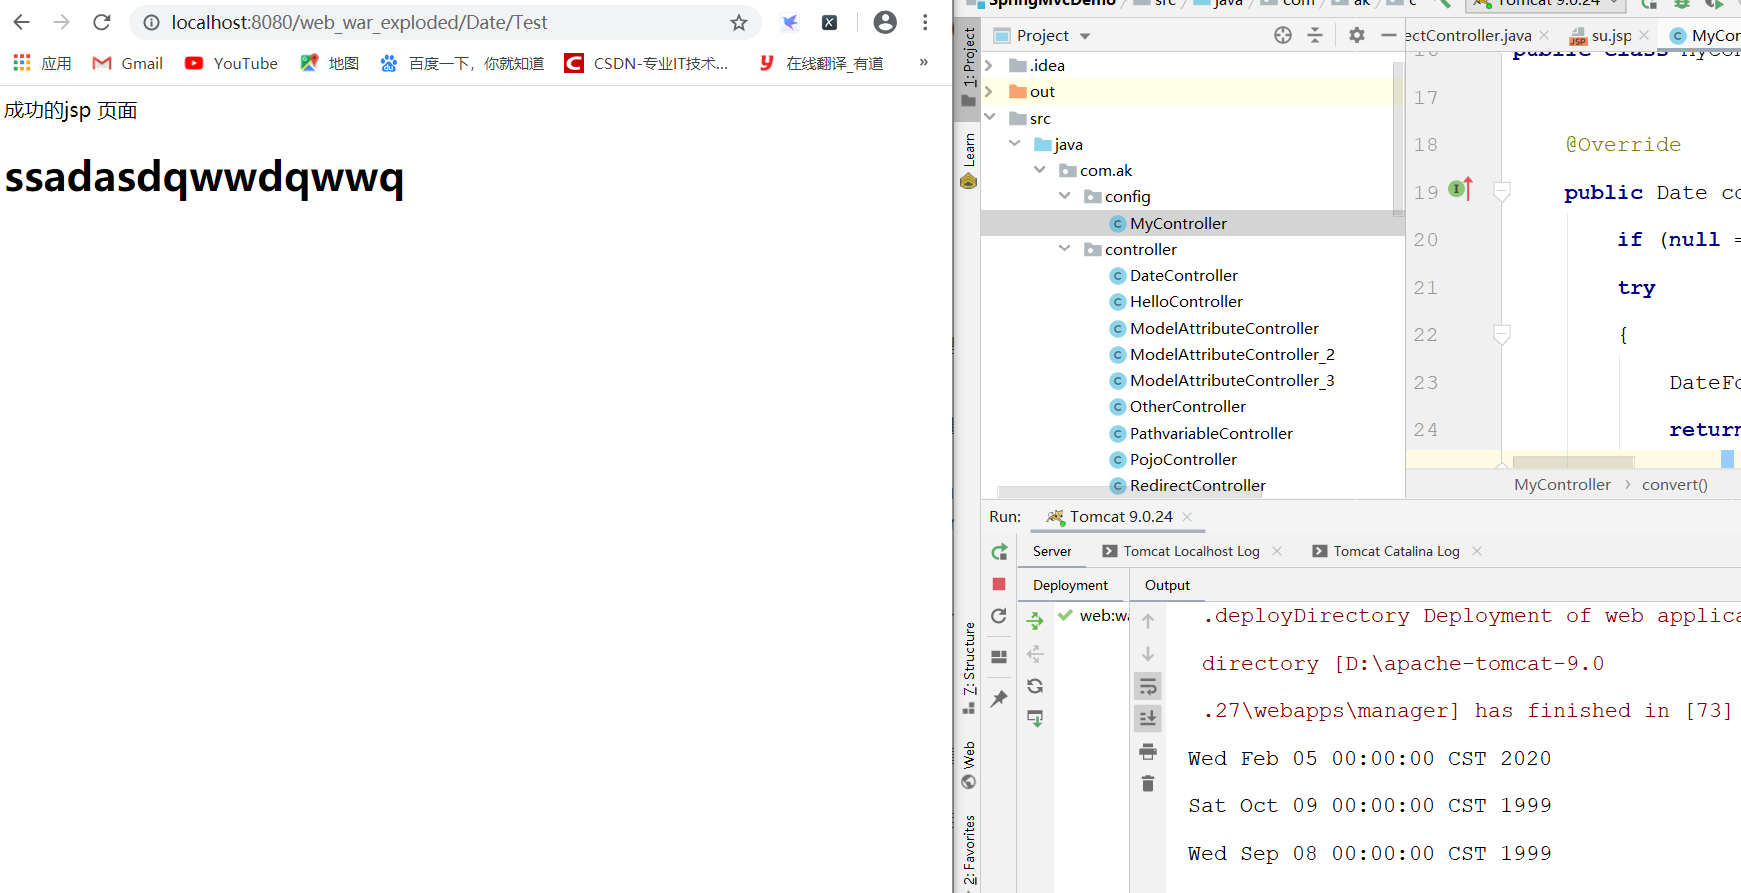 localhost:8080/web_war_exploded/Date/Test
应用 Gmail YouTube 地图 百度一下，你就知道 CSDN-专业IT技术... 在线翻译_有道 »
成功的jsp 页面
ssadasdqwwdqwwq
SpringMvcDemo src java com ak c Tomcat 9.0.24
Project ectController.java su.jsp MyCon
1: Project
Learn
7: Structure
Web
2: Favorites
.idea
out
src
java
com.ak
config
MyController
controller
DateController
HelloController
ModelAttributeController
ModelAttributeController_2
ModelAttributeController_3
OtherController
PathvariableController
PojoController
RedirectController
16 public class MyCon
17
18 @Override
19 public Date co
20 if (null =
21 try
22 {
23 DateFo
24 return
MyController › convert()
Run: Tomcat 9.0.24
Server Tomcat Localhost Log Tomcat Catalina Log
Deployment Output
web:wa
.deployDirectory Deployment of web applica
directory [D:\apache-tomcat-9.0
.27\webapps\manager] has finished in [73]
Wed Feb 05 00:00:00 CST 2020
Sat Oct 09 00:00:00 CST 1999
Wed Sep 08 00:00:00 CST 1999